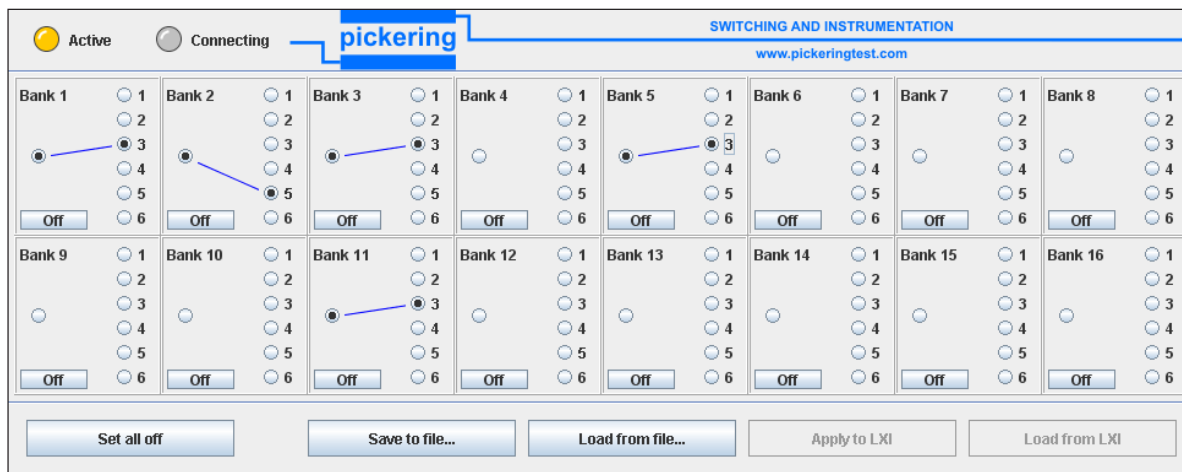 Active
Connecting
pickering
SWITCHING AND INSTRUMENTATION
www.pickeringtest.com
Bank 1 1 Bank 2 1 Bank 3 1 Bank 4 1 Bank 5 1 Bank 6 1 Bank 7 1 Bank 8 1
2 2 2 2 2 2 2 2
3 3 3 3 3 3 3 3
4 4 4 4 4 4 4 4
5 5 5 5 5 5 5 5
Off 6 Off 6 Off 6 Off 6 Off 6 Off 6 Off 6 Off 6
Bank 9 1 Bank 10 1 Bank 11 1 Bank 12 1 Bank 13 1 Bank 14 1 Bank 15 1 Bank 16 1
2 2 2 2 2 2 2 2
3 3 3 3 3 3 3 3
4 4 4 4 4 4 4 4
5 5 5 5 5 5 5 5
Off 6 Off 6 Off 6 Off 6 Off 6 Off 6 Off 6 Off 6
Set all off Save to file... Load from file... Apply to LXI Load from LXI